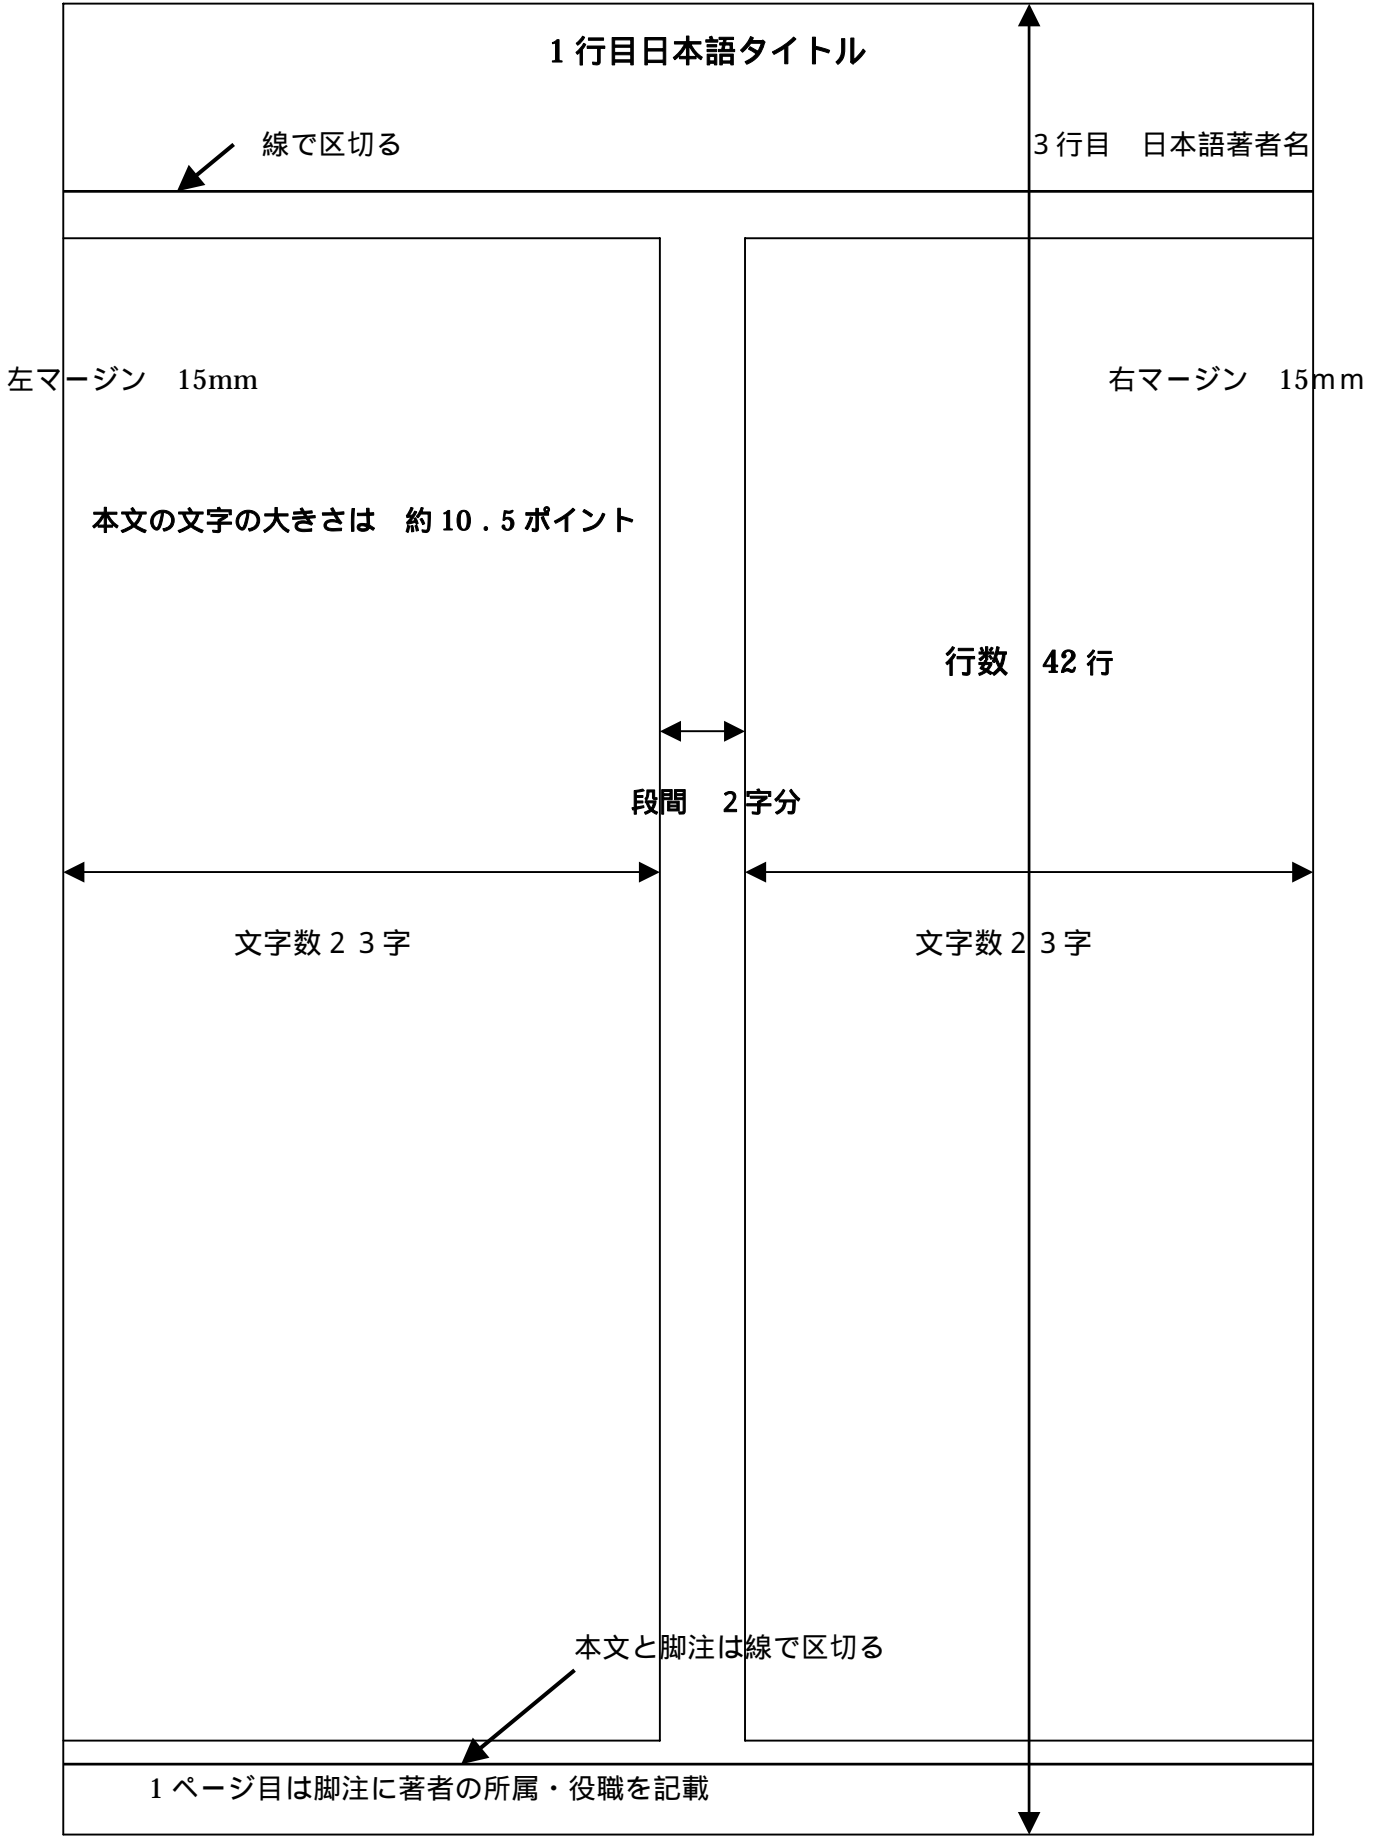 1 行目日本語タイトル
線で区切る
3 行目　日本語著者名
左マージン　15mm
右マージン　15ｍｍ
本文の文字の大きさは　約 10．5 ポイント
行数　42 行
段間　2 字分
文字数２３字
文字数２３字
本文と脚注は線で区切る
1 ページ目は脚注に著者の所属・役職を記載